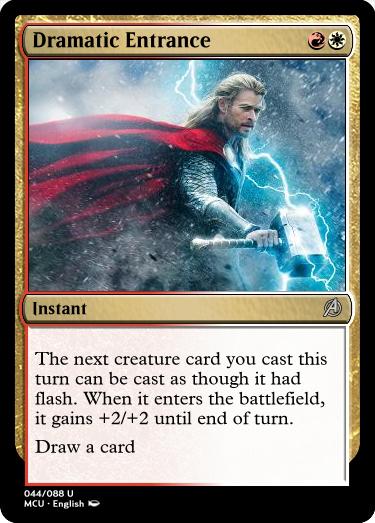 Dramatic Entrance
Instant
The next creature card you cast this
turn can be cast as though it had
flash. When it enters the battlefield,
it gains +2/+2 until end of turn.
Draw a card
044/088 U
MCU • English